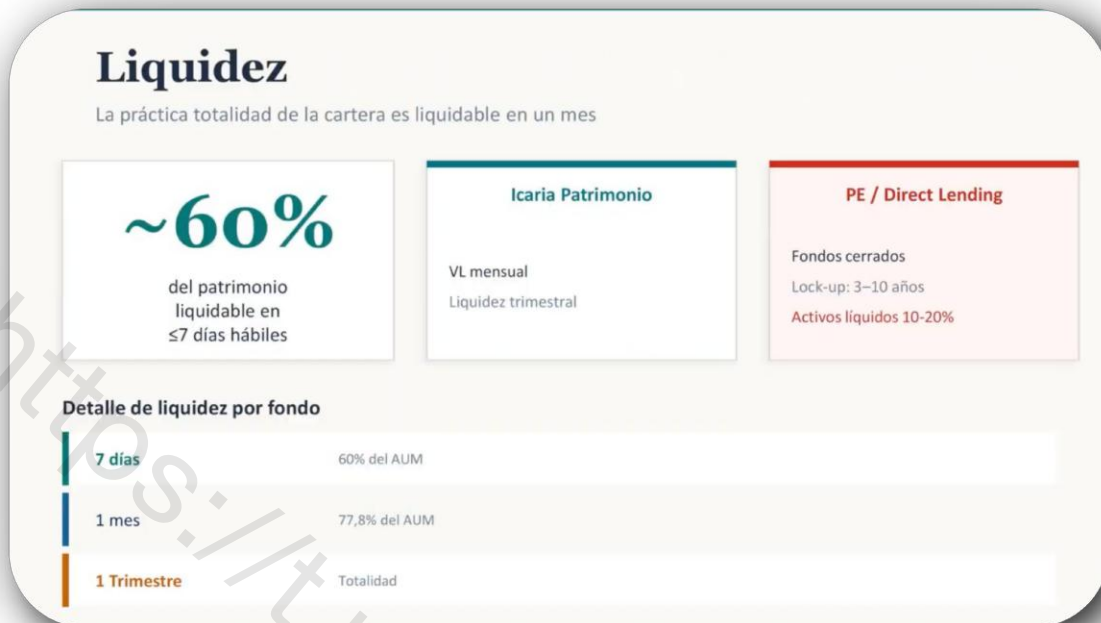 Liquidez
La práctica totalidad de la cartera es liquidable en un mes
~60%
del patrimonio
liquidable en
≤7 días hábiles
Icaria Patrimonio
VL mensual
Liquidez trimestral
PE / Direct Lending
Fondos cerrados
Lock-up: 3–10 años
Activos líquidos 10-20%
Detalle de liquidez por fondo
7 días 60% del AUM
1 mes 77,8% del AUM
1 Trimestre Totalidad
https://t